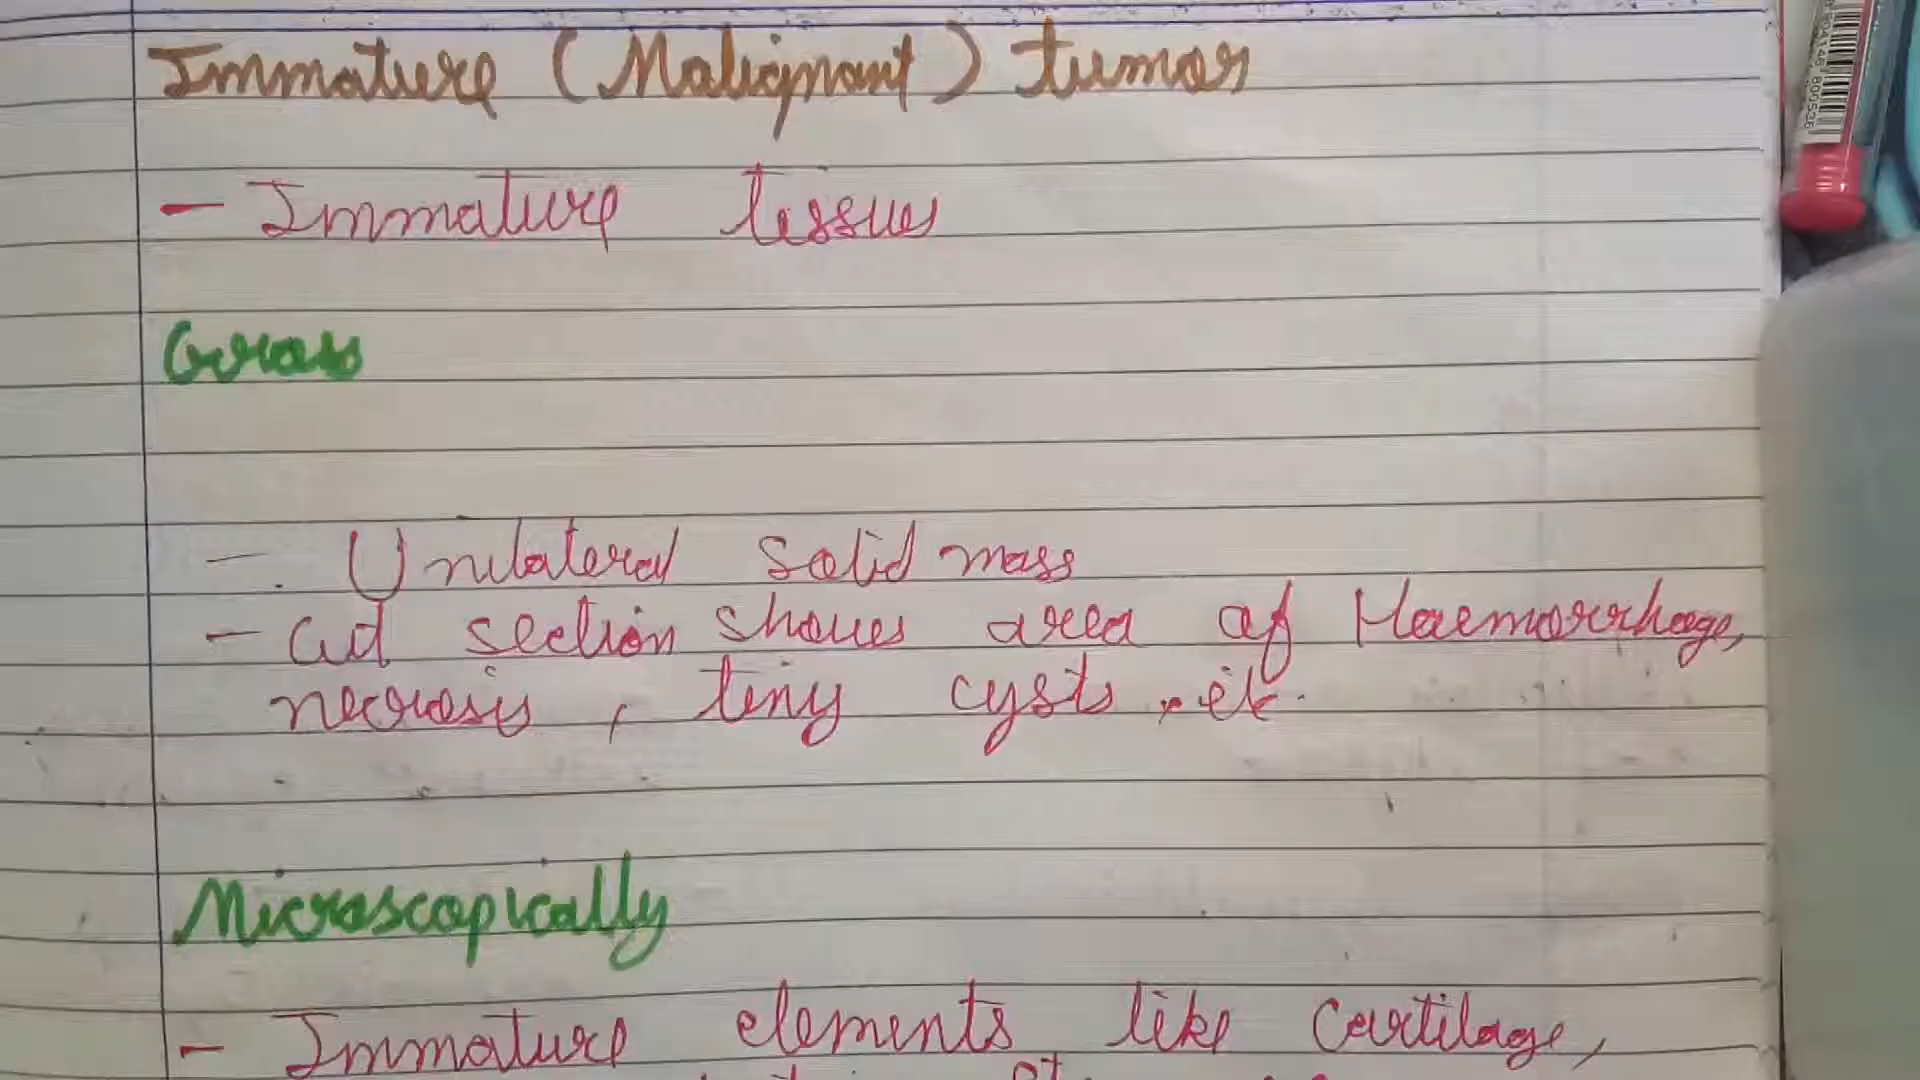 Immature (Malignant) tumor
- Immature tissues
Gross
- Unilateral solid mass
- Cut section shows area of Haemorrhage,
necrosis, tiny cysts, etc.
Microscopically
- Immature elements like Cartilage,